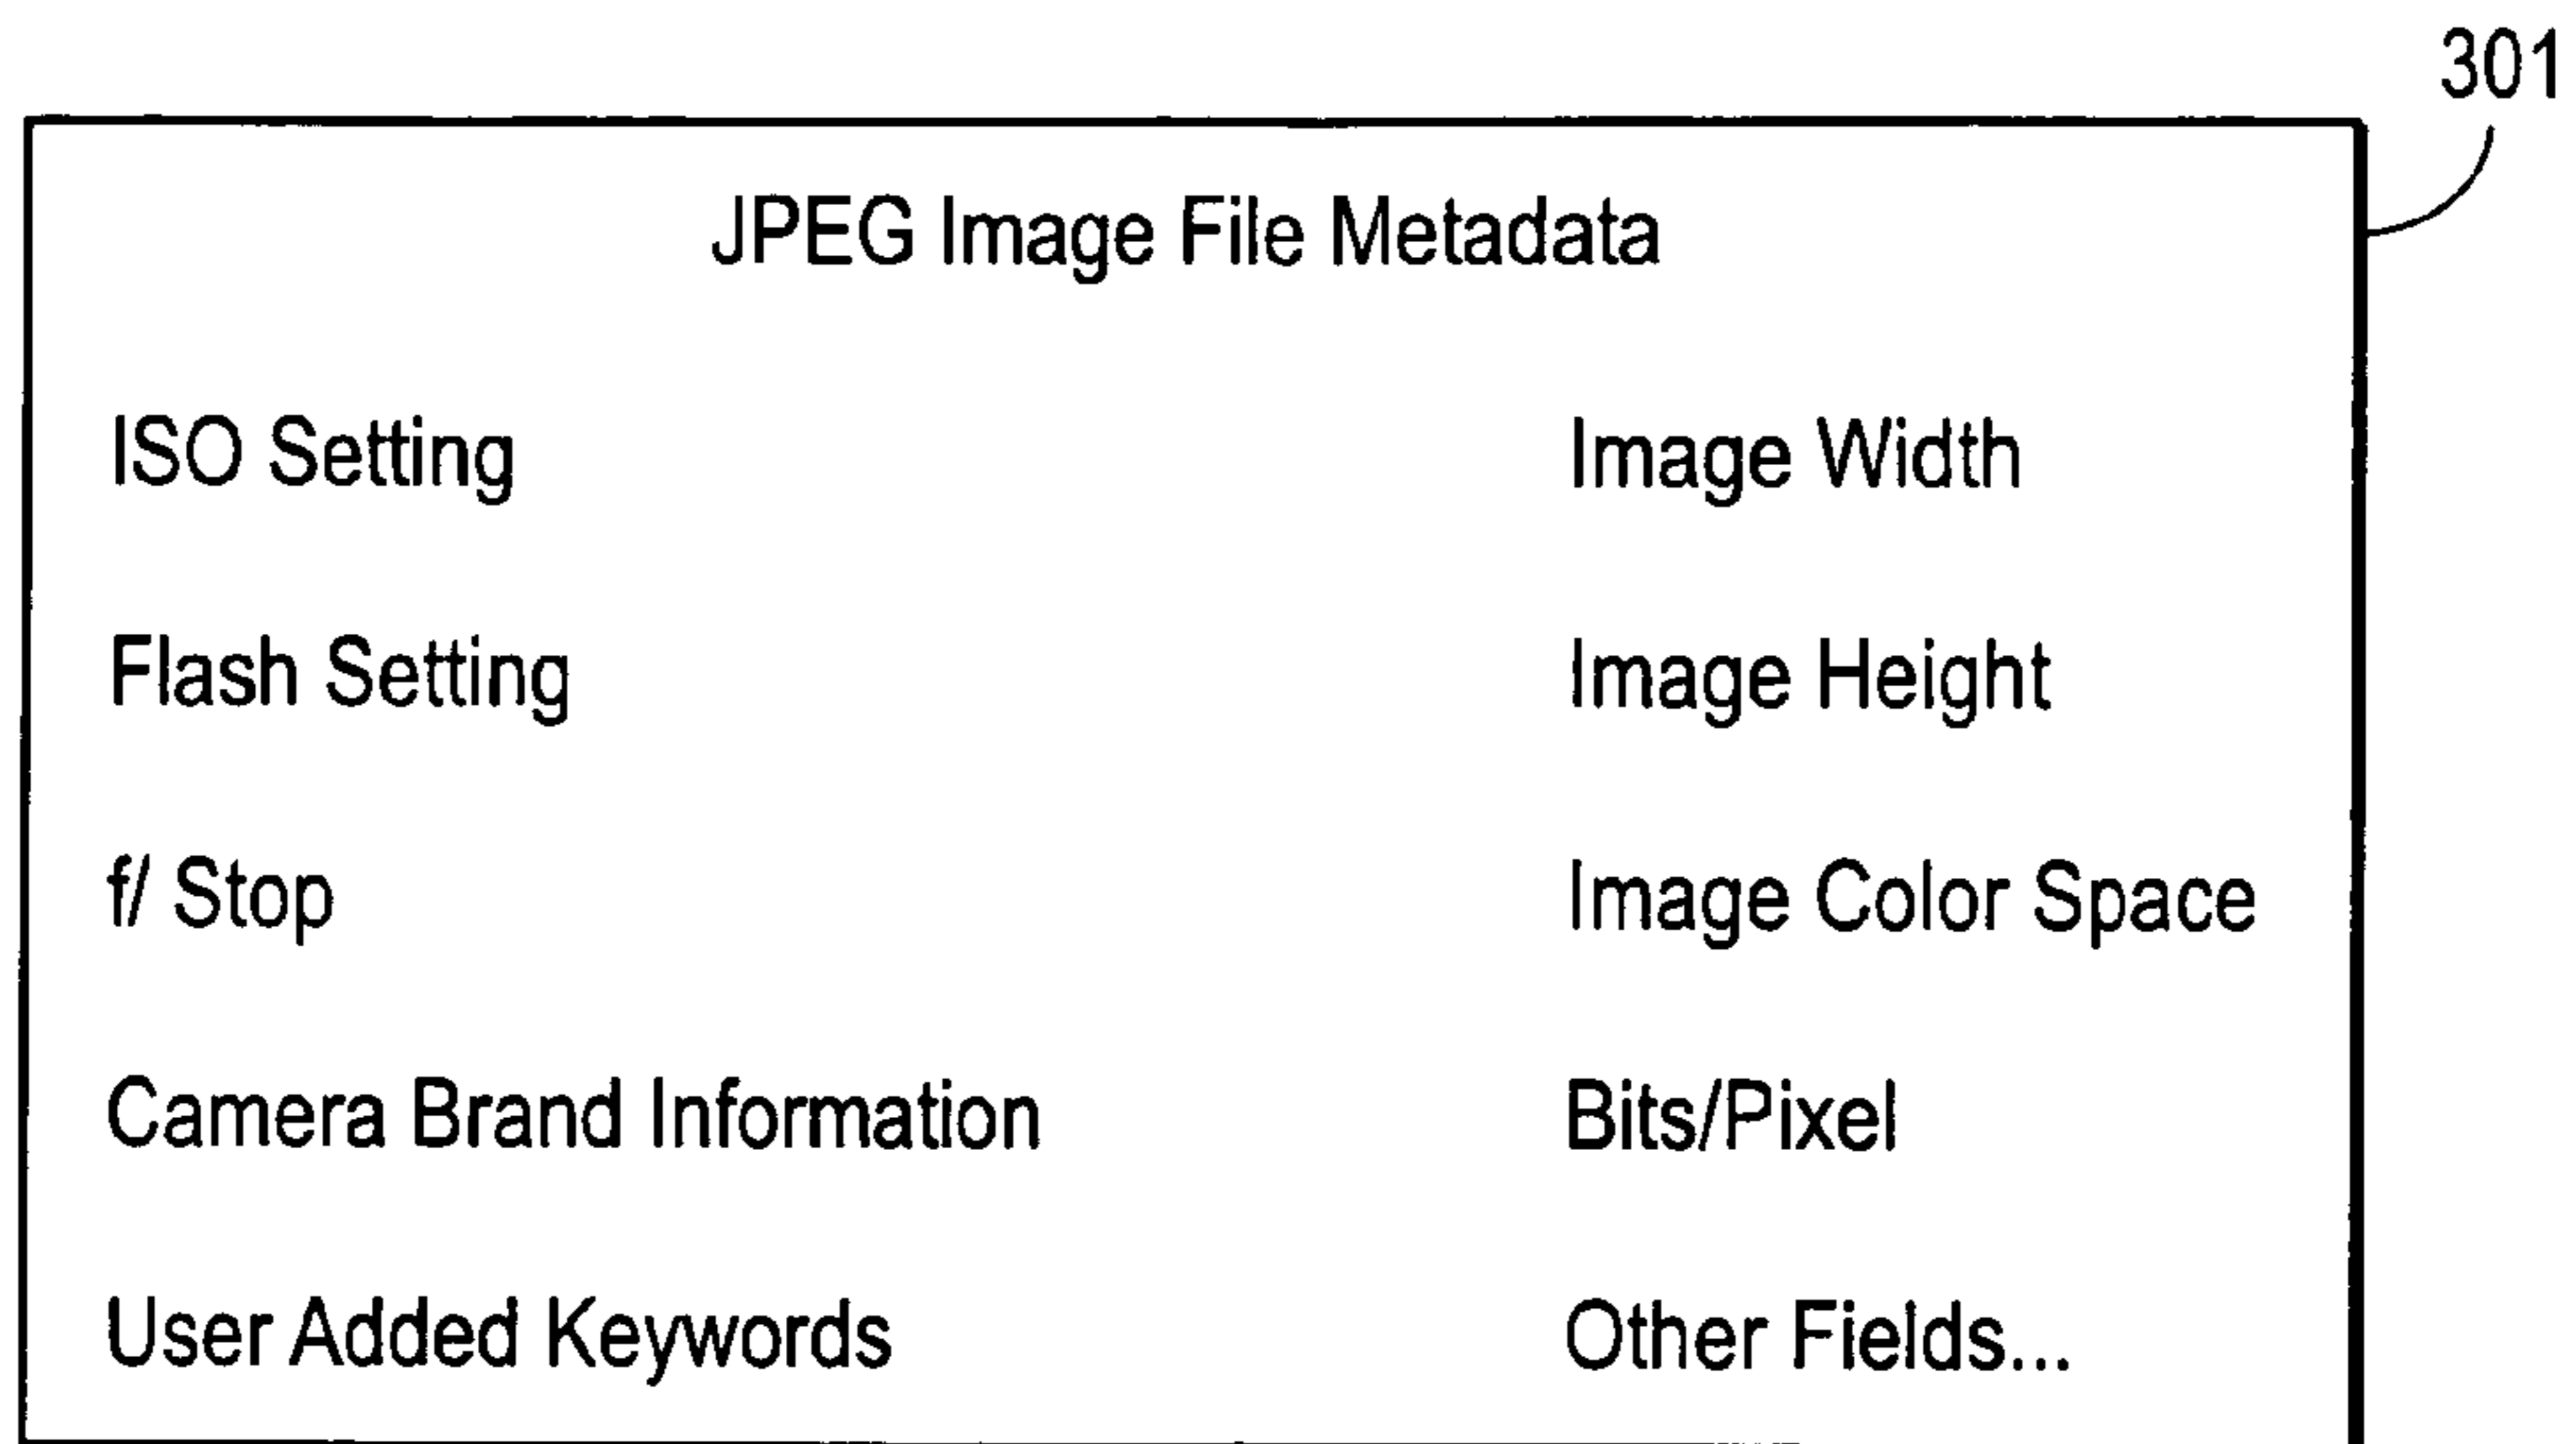 301
JPEG Image File Metadata
ISO Setting
Image Width
Flash Setting
Image Height
f/ Stop
Image Color Space
Camera Brand Information
Bits/Pixel
User Added Keywords
Other Fields...